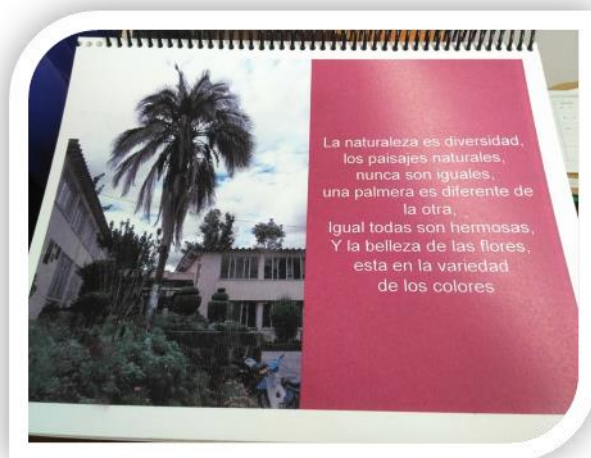 La naturaleza es diversidad,
los paisajes naturales,
nunca son iguales,
una palmera es diferente de
la otra,
Igual todas son hermosas,
Y la belleza de las flores,
esta en la variedad
de los colores